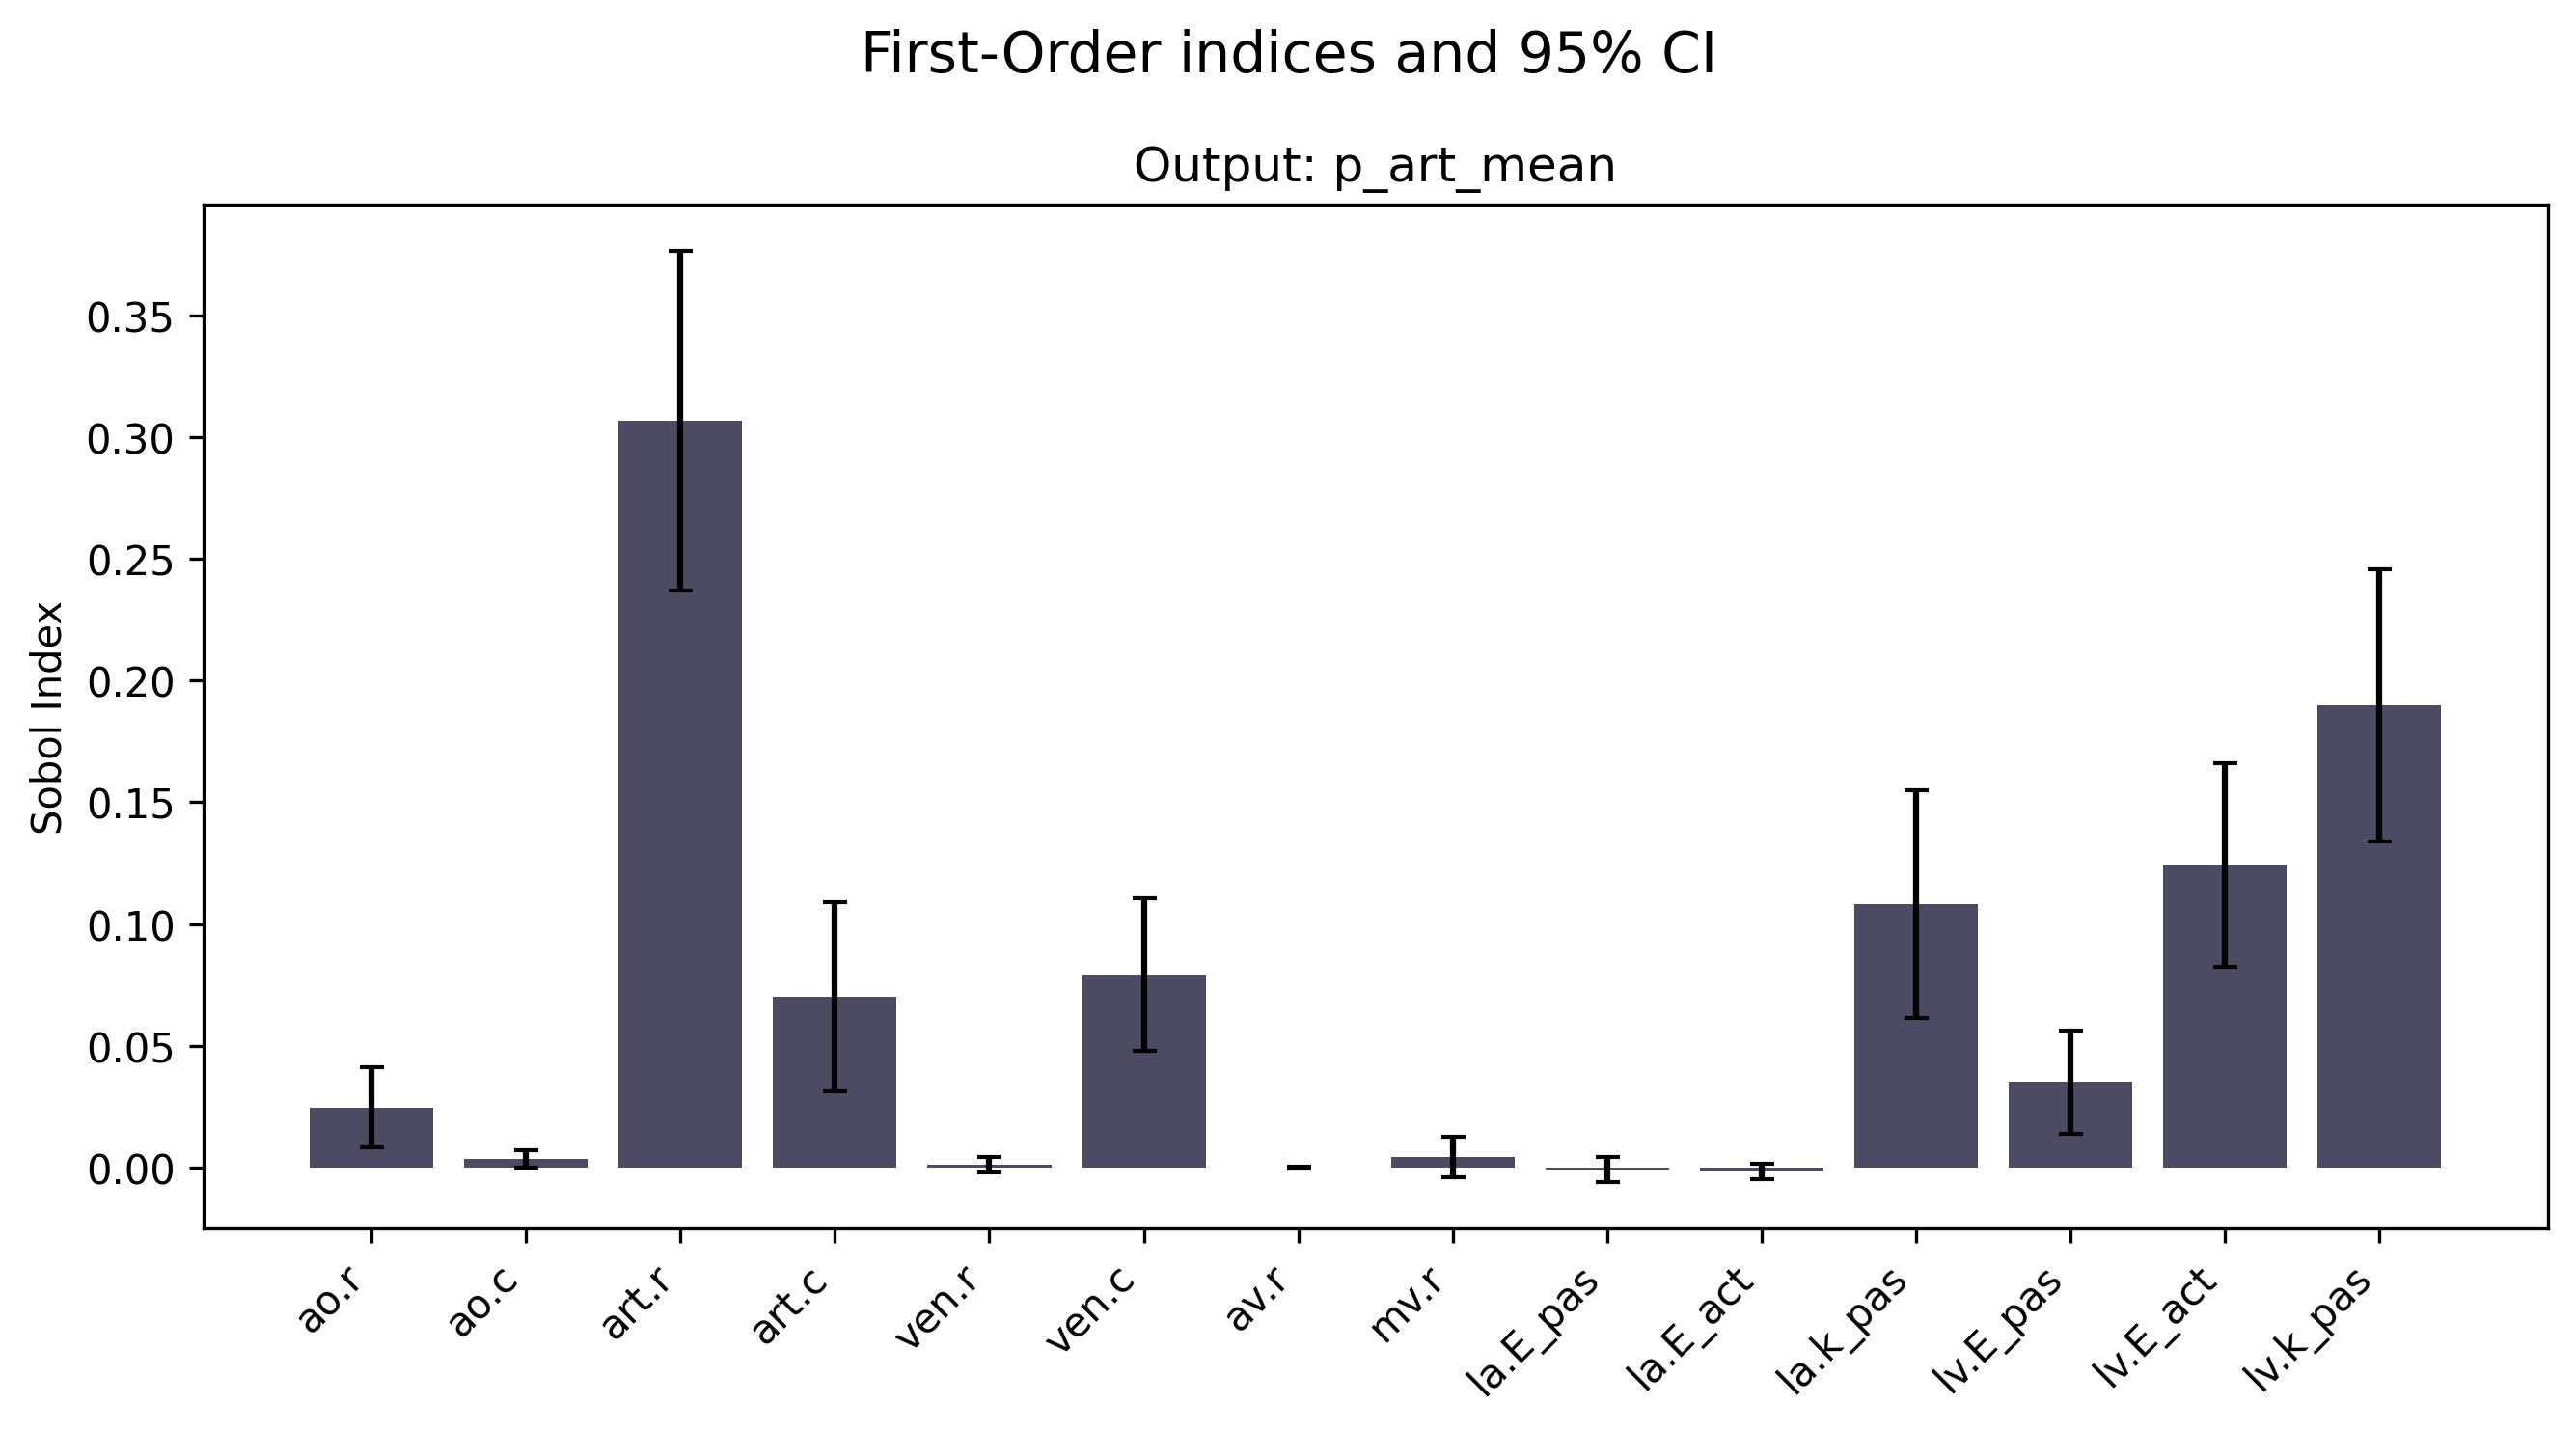 First-Order indices and 95% CI
Output: p_art_mean
Sobol Index
0.35
0.30
0.25
0.20
0.15
0.10
0.05
0.00
ao.r
ao.c
art.r
art.c
ven.r
ven.c
av.r
mv.r
la.E_pas
la.E_act
la.k_pas
lv.E_pas
lv.E_act
lv.k_pas